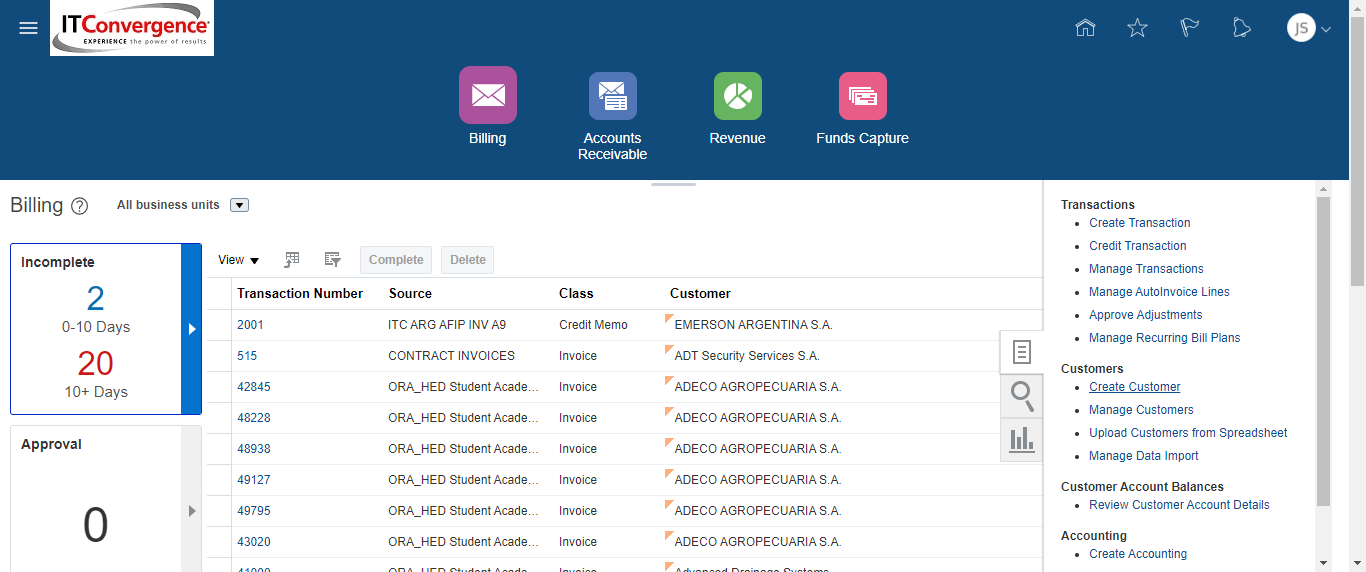 ITConvergence
EXPERIENCE the power of results
JS
Billing
Accounts
Receivable
Revenue
Funds Capture
Billing
All business units
Incomplete
2
0-10 Days
20
10+ Days
Approval
0
View
Complete
Delete
Transaction Number Source Class Customer
2001 ITC ARG AFIP INV A9 Credit Memo EMERSON ARGENTINA S.A.
515 CONTRACT INVOICES Invoice ADT Security Services S.A.
42845 ORA_HED Student Acade... Invoice ADECO AGROPECUARIA S.A.
48228 ORA_HED Student Acade... Invoice ADECO AGROPECUARIA S.A.
48938 ORA_HED Student Acade... Invoice ADECO AGROPECUARIA S.A.
49127 ORA_HED Student Acade... Invoice ADECO AGROPECUARIA S.A.
49795 ORA_HED Student Acade... Invoice ADECO AGROPECUARIA S.A.
43020 ORA_HED Student Acade... Invoice ADECO AGROPECUARIA S.A.
ORA_HED Student Acade... Invoice Advanced Drainage Systems
Transactions
Create Transaction
Credit Transaction
Manage Transactions
Manage AutoInvoice Lines
Approve Adjustments
Manage Recurring Bill Plans
Customers
Create Customer
Manage Customers
Upload Customers from Spreadsheet
Manage Data Import
Customer Account Balances
Review Customer Account Details
Accounting
Create Accounting